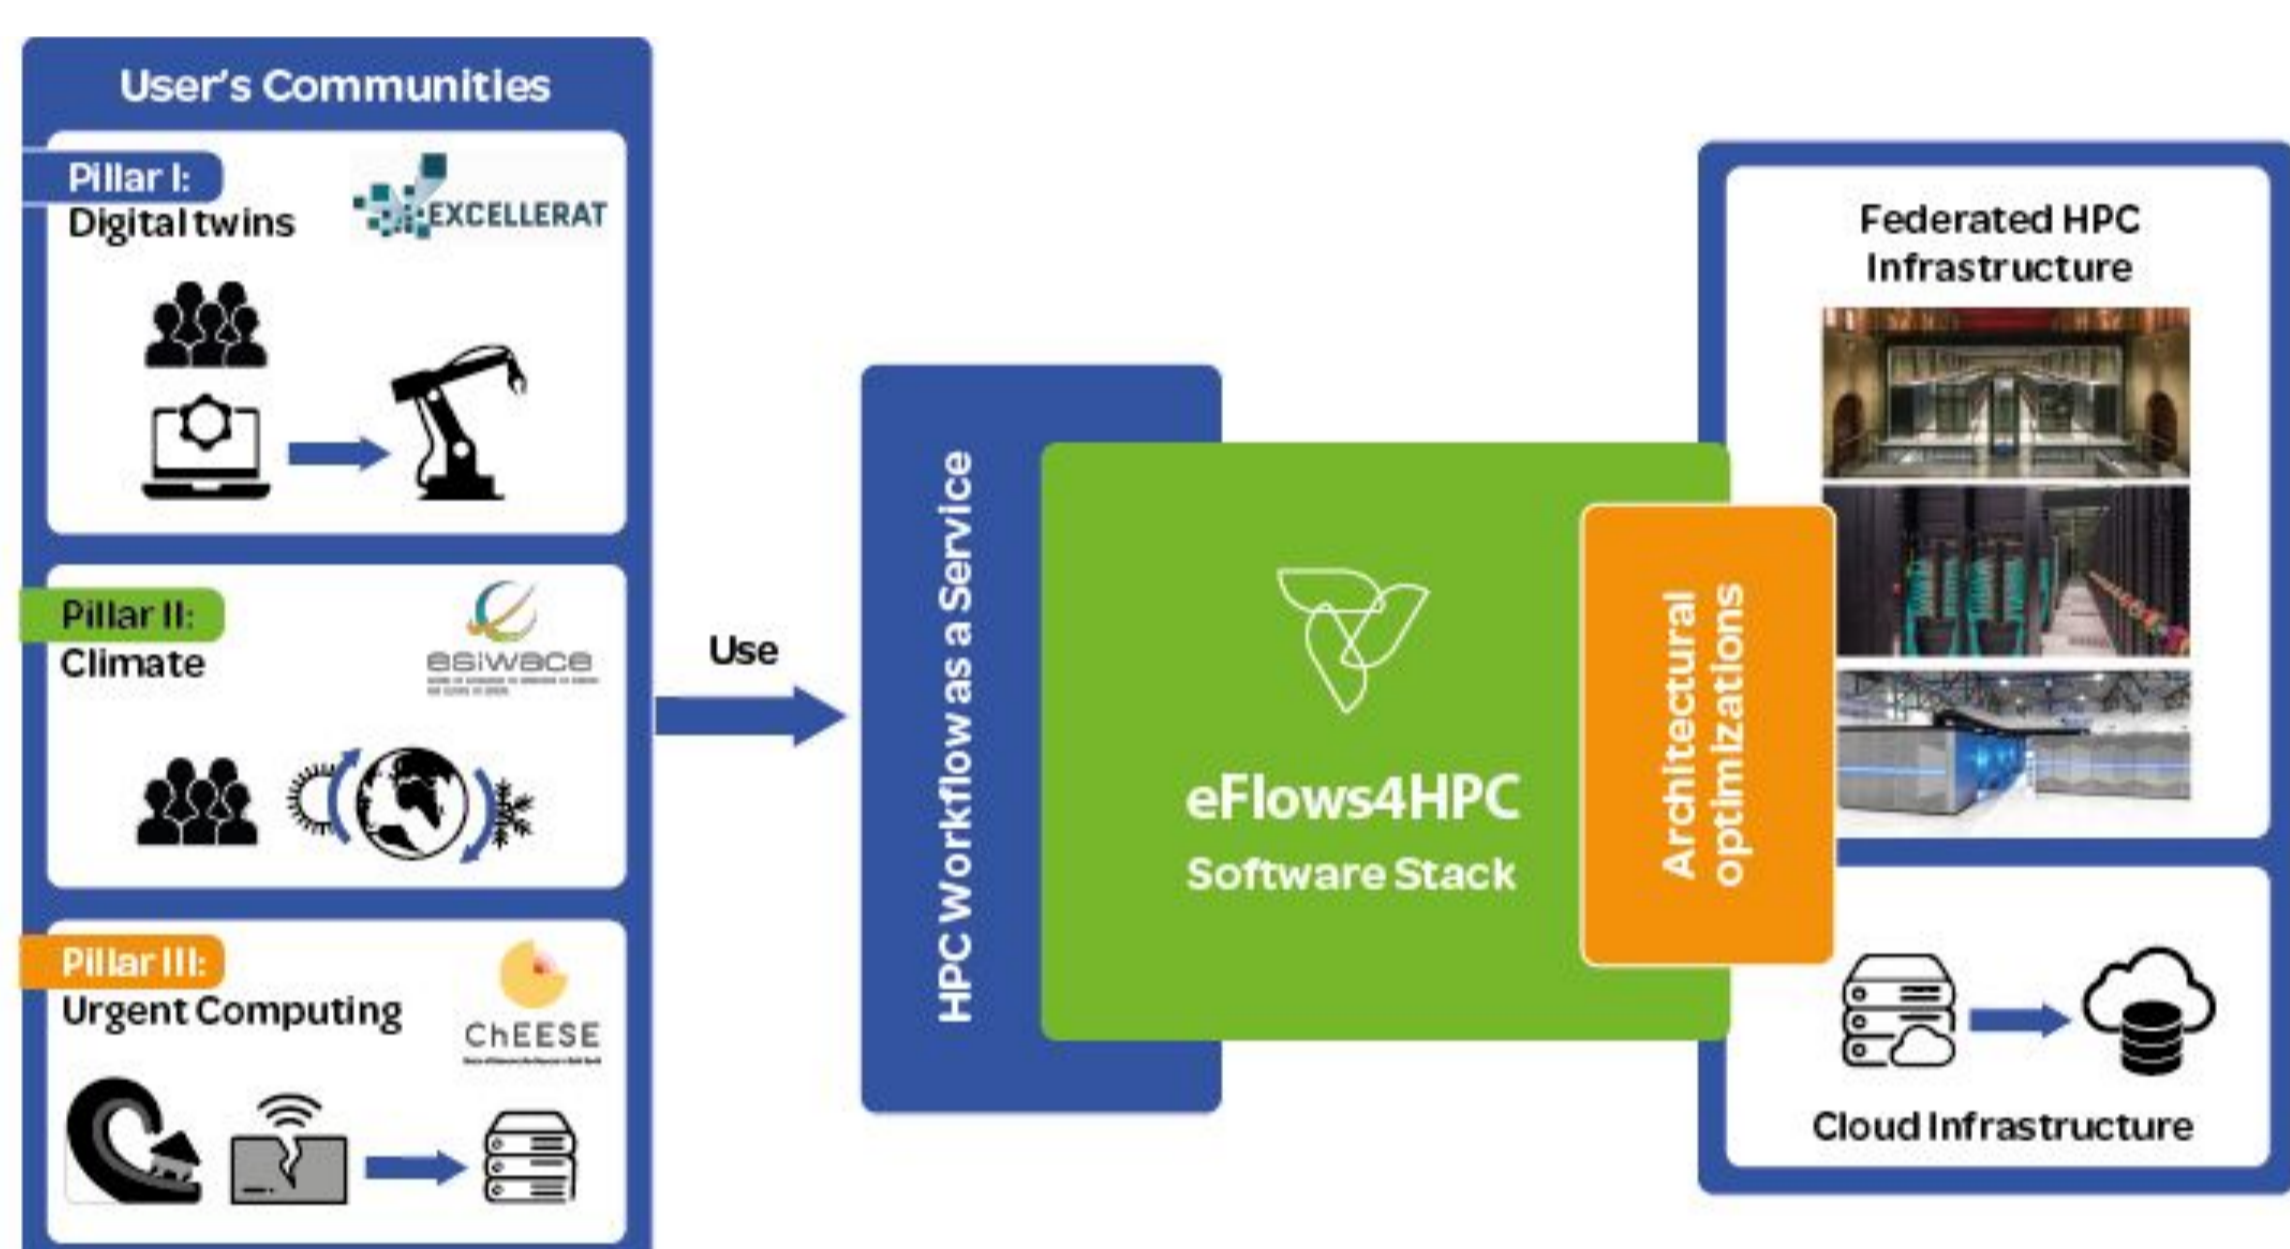 User's Communities
Pillar I:
Digital twins
EXCELLERAT
Pillar II:
Climate
esiwace
Pillar III:
Urgent Computing
ChEESE
Use
HPC Workflow as a Service
eFlows4HPC
Software Stack
Architectural
optimizations
Federated HPC
Infrastructure
Cloud Infrastructure